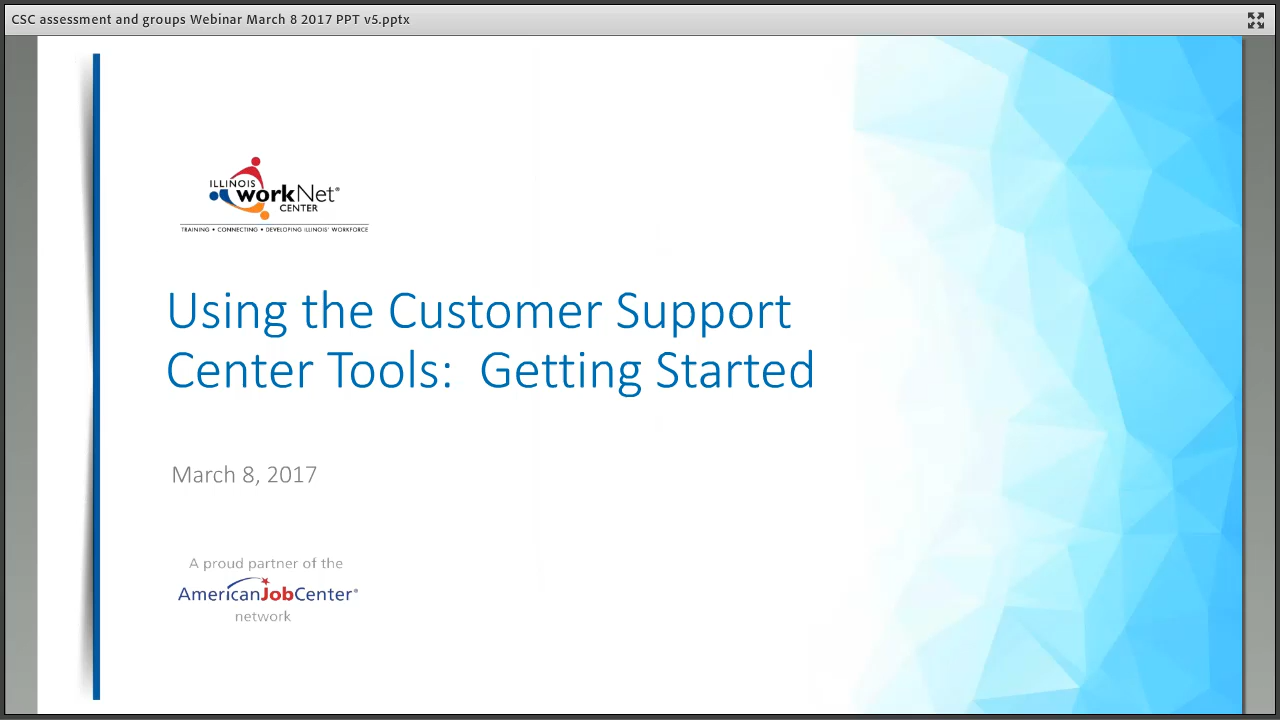 CSC assessment and groups Webinar March 8 2017 PPT v5.pptx
ILLINOIS
workNet®
CENTER
TRAINING • CONNECTING • DEVELOPING ILLINOIS' WORKFORCE
Using the Customer Support
Center Tools:  Getting Started
March 8, 2017
A proud partner of the
AmericanJobCenter®
network